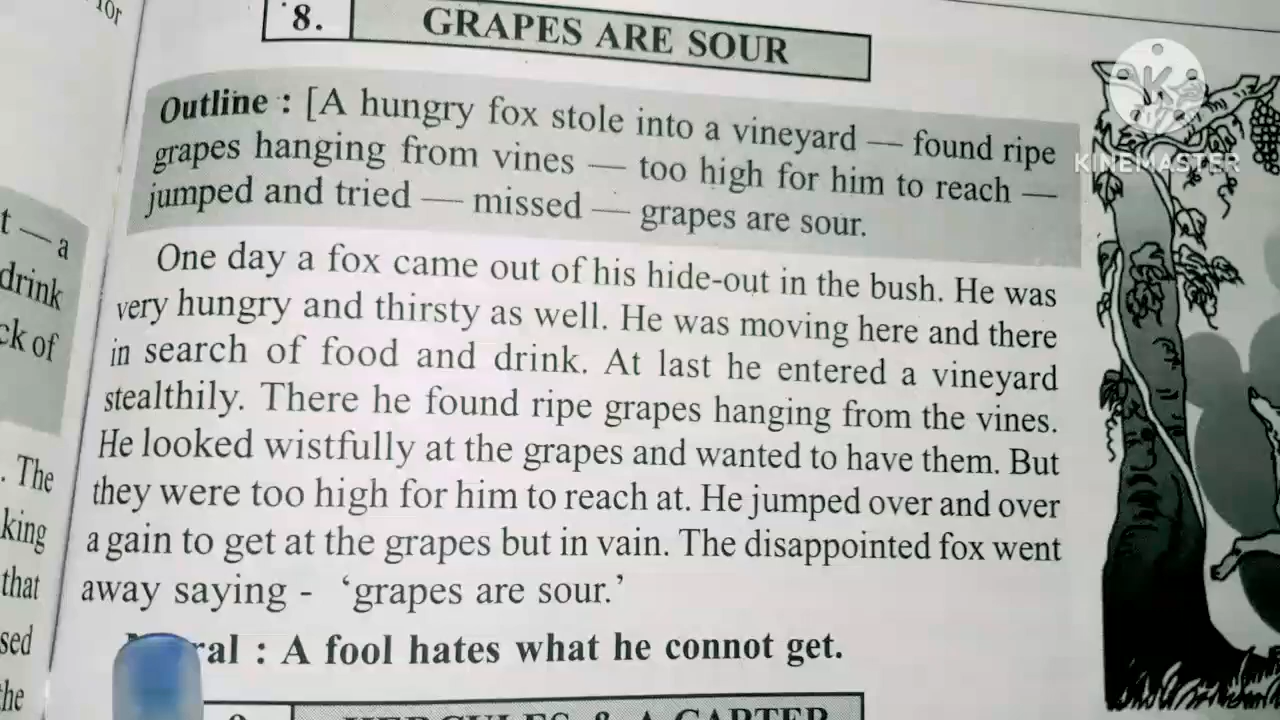 for
8. GRAPES ARE SOUR
Outline : [A hungry fox stole into a vineyard — found ripe
grapes hanging from vines — too high for him to reach —
jumped and tried — missed — grapes are sour.
One day a fox came out of his hide-out in the bush. He was
very hungry and thirsty as well. He was moving here and there
in search of food and drink. At last he entered a vineyard
stealthily. There he found ripe grapes hanging from the vines.
He looked wistfully at the grapes and wanted to have them. But
they were too high for him to reach at. He jumped over and over
a gain to get at the grapes but in vain. The disappointed fox went
away saying - ‘grapes are sour.’
: A fool hates what he connot get.
HERCULES & A CARTER
t — a
drink
ck of
. The
king
that
sed
the
K
KINEMASTER